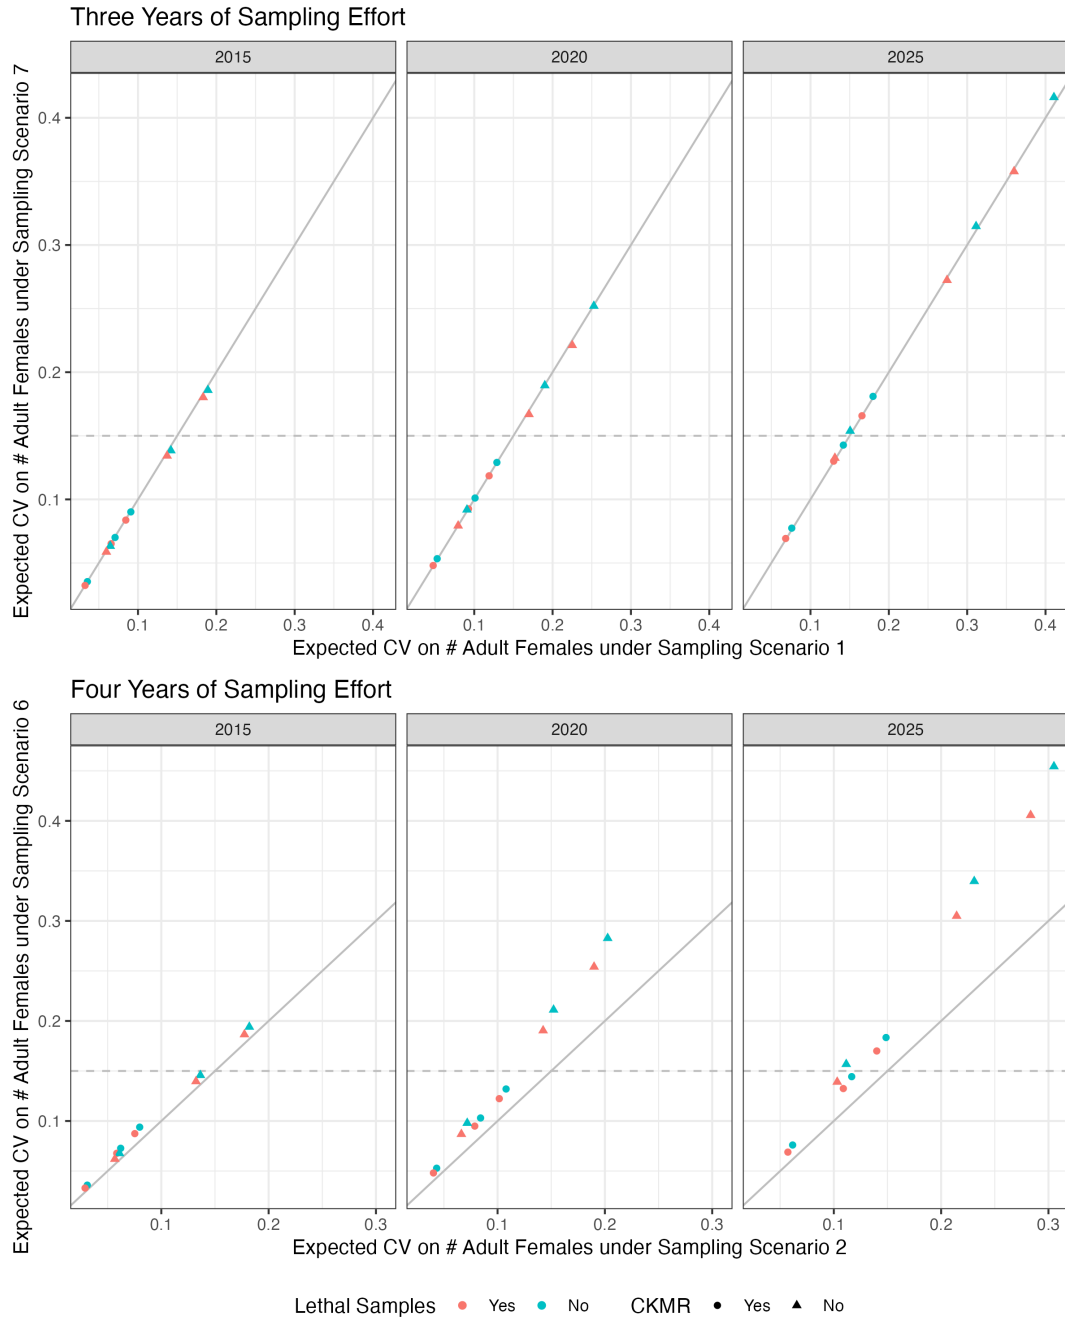 Three Years of Sampling Effort
2015 2020 2025
Expected CV on # Adult Females under Sampling Scenario 7
0.4
0.3
0.2
0.1
0.1 0.2 0.3 0.4 0.1 0.2 0.3 0.4 0.1 0.2 0.3 0.4
Expected CV on # Adult Females under Sampling Scenario 1
Four Years of Sampling Effort
2015 2020 2025
Expected CV on # Adult Females under Sampling Scenario 6
0.4
0.3
0.2
0.1
0.1 0.2 0.3 0.1 0.2 0.3 0.1 0.2 0.3
Expected CV on # Adult Females under Sampling Scenario 2
Lethal Samples Yes No CKMR Yes No